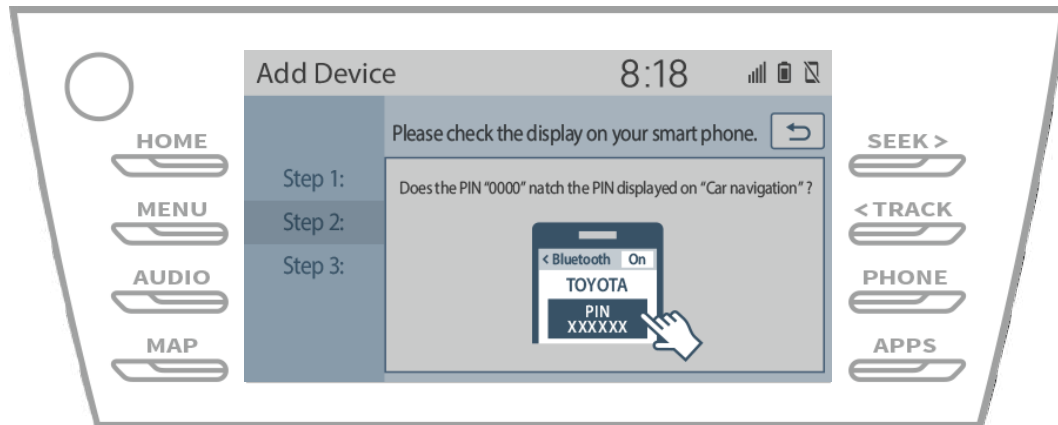 Add Device 8:18
HOME
MENU
AUDIO
MAP
Step 1:
Step 2:
Step 3:
Please check the display on your smart phone.
Does the PIN "0000" natch the PIN displayed on "Car navigation" ?
< Bluetooth On
TOYOTA
PIN
XXXXXX
SEEK >
< TRACK
PHONE
APPS